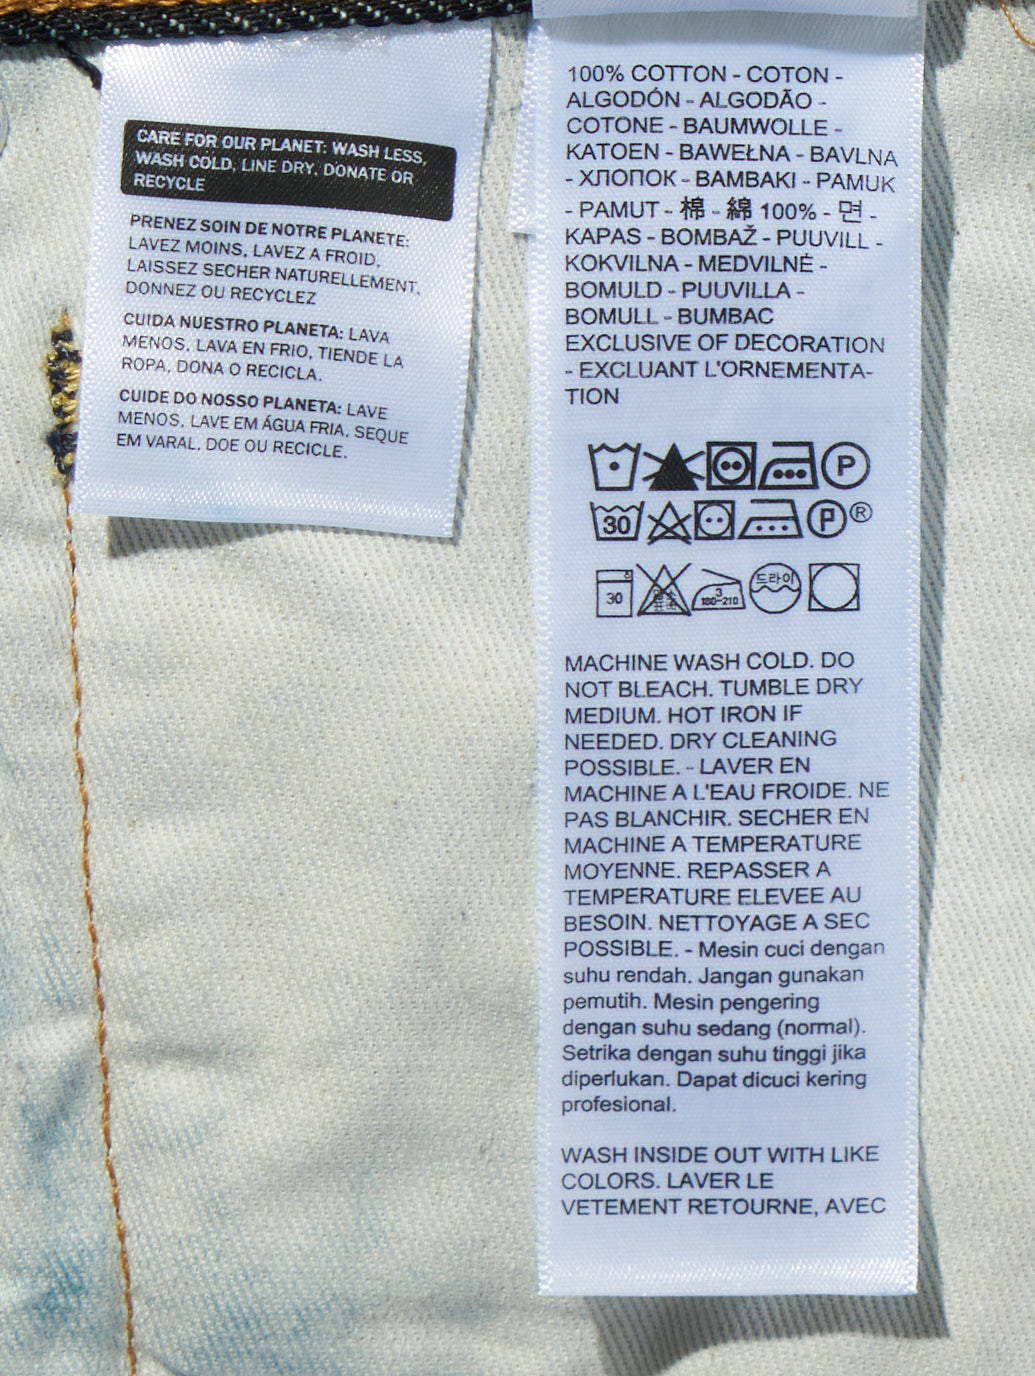 CARE FOR OUR PLANET: WASH LESS,
WASH COLD, LINE DRY, DONATE OR
RECYCLE
PRENEZ SOIN DE NOTRE PLANETE:
LAVEZ MOINS, LAVEZ A FROID,
LAISSEZ SECHER NATURELLEMENT,
DONNEZ OU RECYCLEZ
CUIDA NUESTRO PLANETA: LAVA
MENOS, LAVA EN FRIO, TIENDE LA
ROPA, DONA O RECICLA.
CUIDE DO NOSSO PLANETA: LAVE
MENOS, LAVE EM ÁGUA FRIA, SEQUE
EM VARAL, DOE OU RECICLE.
100% COTTON - COTON -
ALGODÓN - ALGODÃO -
COTONE - BAUMWOLLE -
KATOEN - BAWEŁNA - BAVLNA
- ХЛОПОК - BAMBAKI - PAMUK
- PAMUT - 棉 - 綿 100% - 면 -
KAPAS - BOMBAŽ - PUUVILL -
KOKVILNA - MEDVILNĖ -
BOMULD - PUUVILLA -
BOMULL - BUMBAC
EXCLUSIVE OF DECORATION
- EXCLUANT L'ORNEMENTA-
TION
P
30 P ®
30 3 180-210 드라이
MACHINE WASH COLD. DO
NOT BLEACH. TUMBLE DRY
MEDIUM. HOT IRON IF
NEEDED. DRY CLEANING
POSSIBLE. - LAVER EN
MACHINE A L'EAU FROIDE. NE
PAS BLANCHIR. SECHER EN
MACHINE A TEMPERATURE
MOYENNE. REPASSER A
TEMPERATURE ELEVEE AU
BESOIN. NETTOYAGE A SEC
POSSIBLE. - Mesin cuci dengan
suhu rendah. Jangan gunakan
pemutih. Mesin pengering
dengan suhu sedang (normal).
Setrika dengan suhu tinggi jika
diperlukan. Dapat dicuci kering
profesional.
WASH INSIDE OUT WITH LIKE
COLORS. LAVER LE
VETEMENT RETOURNE, AVEC